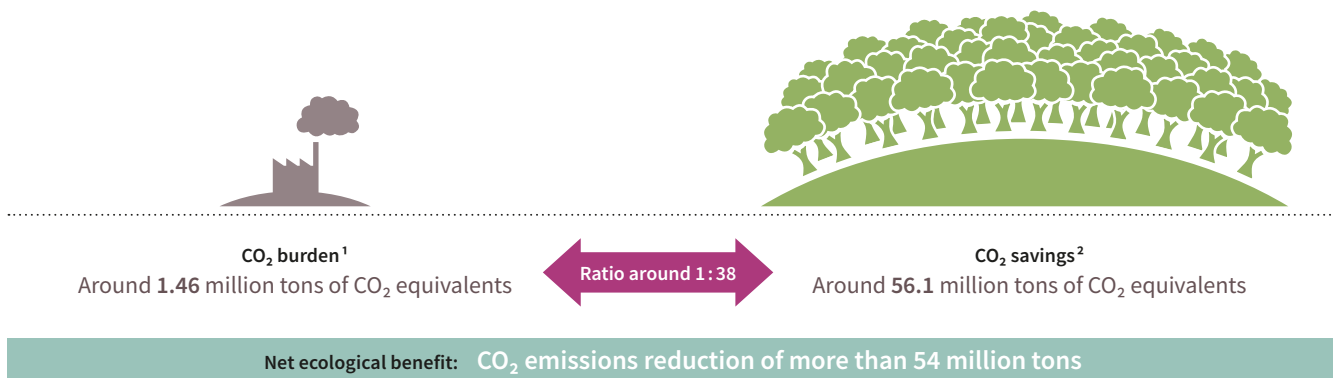 CO₂ burden¹
Around 1.46 million tons of CO₂ equivalents
Ratio around 1:38
CO₂ savings²
Around 56.1 million tons of CO₂ equivalents
Net ecological benefit: CO₂ emissions reduction of more than 54 million tons